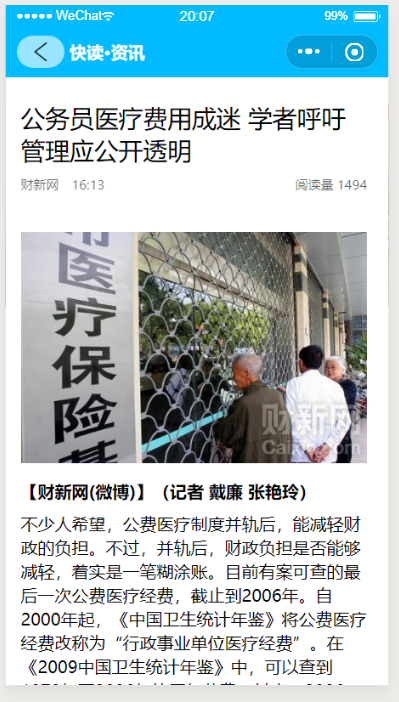 WeChat
20:07
99%
快读•资讯
公务员医疗费用成迷 学者呼吁
管理应公开透明
财新网 16:13
阅读量 1494
医疗保险
财新网
Caixin.com
【财新网(微博)】（记者 戴廉 张艳玲）
不少人希望，公费医疗制度并轨后，能减轻财
政的负担。不过，并轨后，财政负担是否能够
减轻，着实是一笔糊涂账。目前有案可查的最
后一次公费医疗经费，截止到2006年。自
2000年起，《中国卫生统计年鉴》将公费医疗
经费改称为“行政事业单位医疗经费”。在
《2009中国卫生统计年鉴》中，可以查到